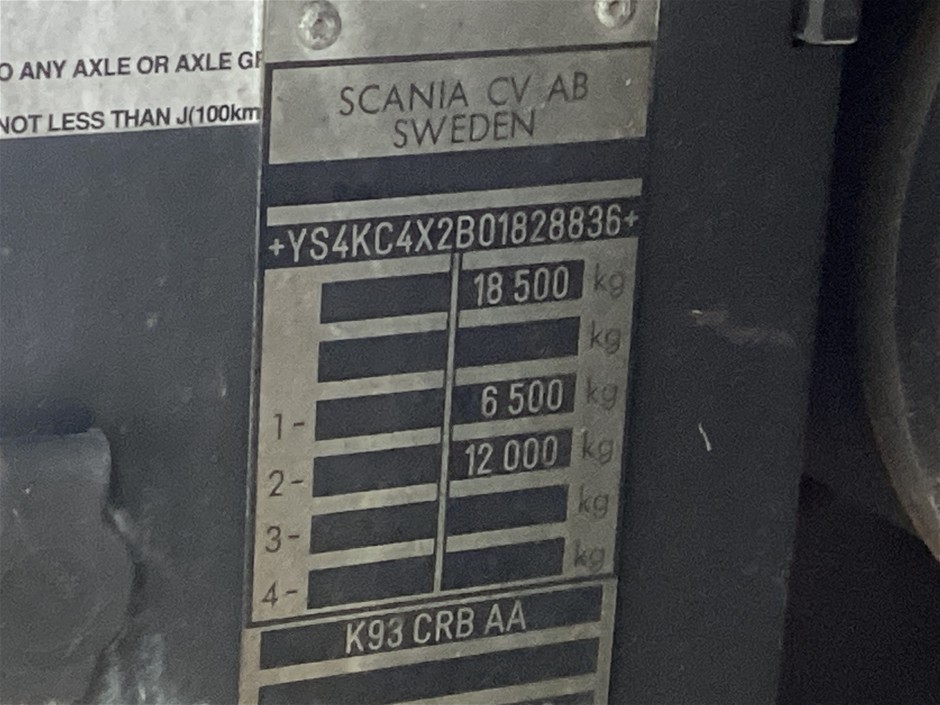 O ANY AXLE OR AXLE GR
NOT LESS THAN J(100km
SCANIA CV AB
SWEDEN
+YS4KC4X2B01828836+
18 500 kg
kg
1- 6 500 kg
2- 12 000 kg
3- kg
4- kg
K93 CRB AA